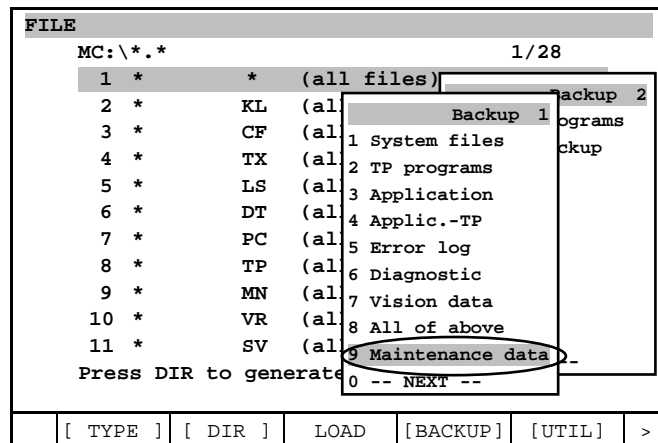 FILE
MC:\*.* 1/28
1 * * (all files)
2 * KL (al
3 * CF (al
4 * TX (al
5 * LS (al
6 * DT (al
7 * PC (al
8 * TP (al
9 * MN (al
10 * VR (al
11 * SV (al
Press DIR to generate
Backup 2
ograms
ckup
--
Backup 1
1 System files
2 TP programs
3 Application
4 Applic.-TP
5 Error log
6 Diagnostic
7 Vision data
8 All of above
9 Maintenance data
0 -- NEXT --
[ TYPE ] [ DIR ] LOAD [BACKUP] [UTIL] >